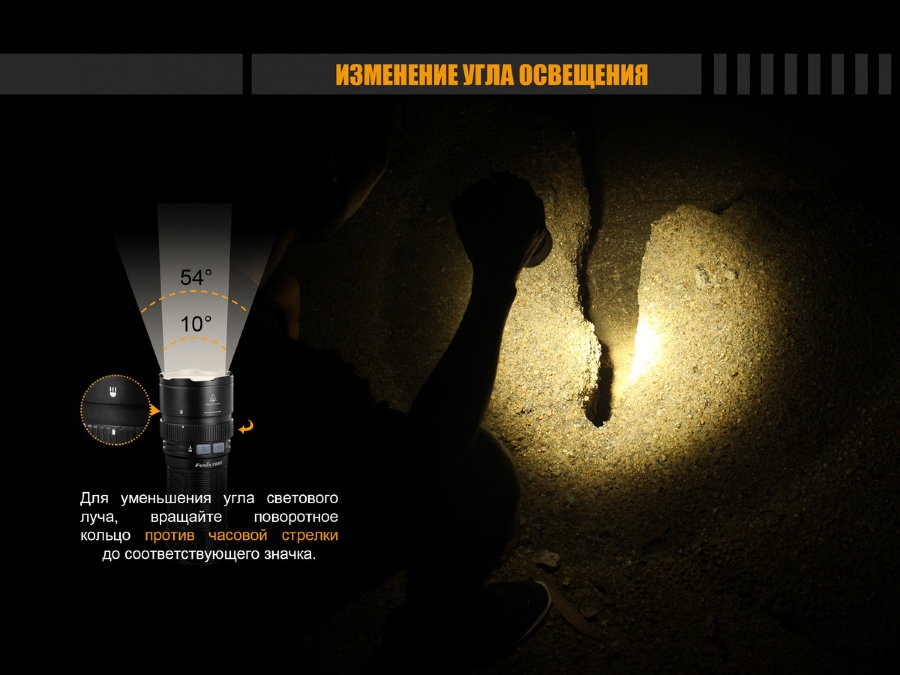 ИЗМЕНЕНИЕ УГЛА ОСВЕЩЕНИЯ
54°
10°
Для уменьшения угла светового
луча, вращайте поворотное
кольцо против часовой стрелки
до соответствующего значка.